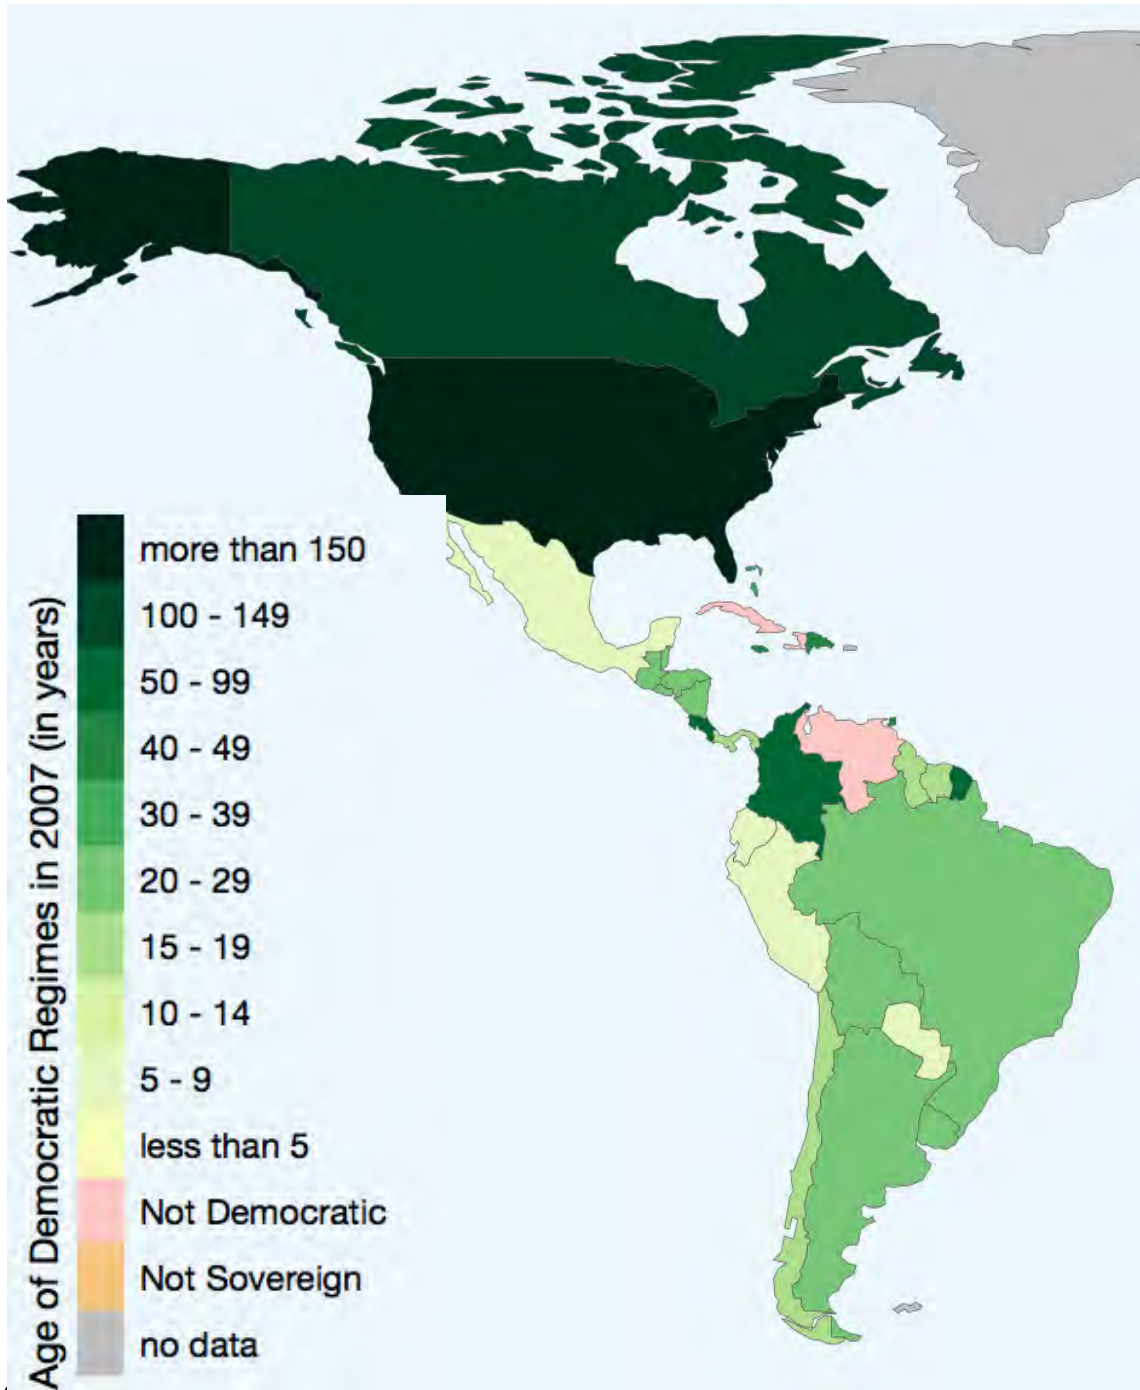 Age of Democratic Regimes in 2007 (in years)
more than 150
100 - 149
50 - 99
40 - 49
30 - 39
20 - 29
15 - 19
10 - 14
5 - 9
less than 5
Not Democratic
Not Sovereign
no data